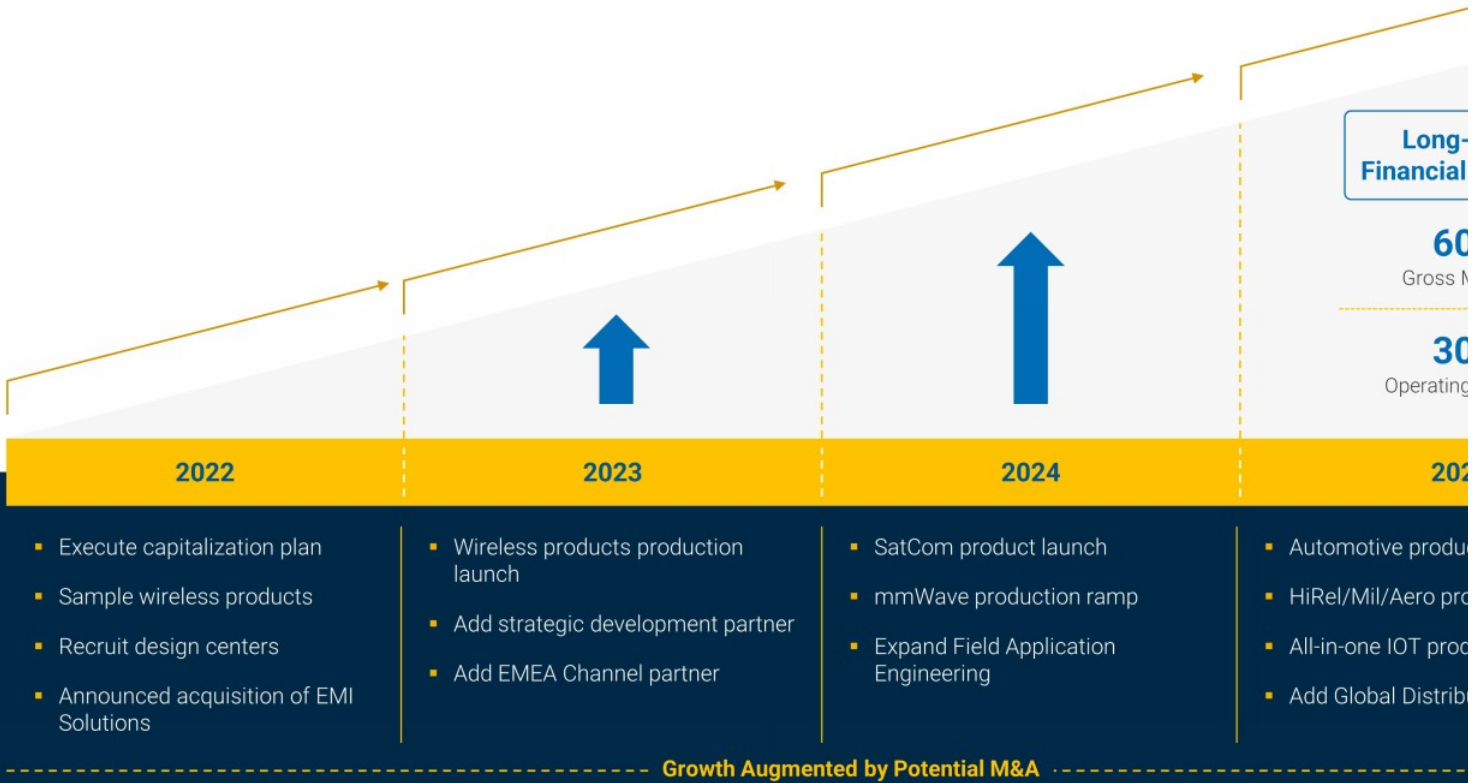 Long-
Financial
60
Gross M
30
Operating
2022
2023
2024
202
Execute capitalization plan
Sample wireless products
Recruit design centers
Announced acquisition of EMI
Solutions
Wireless products production
launch
Add strategic development partner
Add EMEA Channel partner
SatCom product launch
mmWave production ramp
Expand Field Application
Engineering
Automotive produ
HiRel/Mil/Aero pro
All-in-one IOT prod
Add Global Distrib
Growth Augmented by Potential M&A